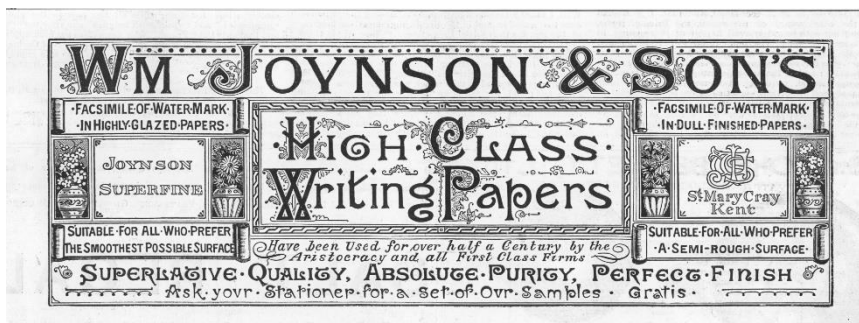 WM JOYNSON & SON'S
·FACSIMILE·OF·WATER·MARK·
·IN HIGHLY·GLAZED·PAPERS·
JOYNSON
SUPERFINE
SUITABLE·FOR·ALL·WHO·PREFER
THE SMOOTHEST POSSIBLE SURFACE
·HIGH·CLASS·
Writing Papers
Have been Used for over half a Century by the
Aristocracy and all First Class Firms
·FACSIMILE·OF·WATER·MARK·
·IN·DULL·FINISHED·PAPERS·
St Mary Cray
Kent
SUITABLE·FOR·ALL·WHO·PREFER
·A·SEMI-ROUGH·SURFACE·
SUPERLATIVE·QUALITY, ABSOLUTE·PURITY, PERFECT·FINISH
Ask·your·Stationer·for·a·Set·of·Our·Samples·Gratis·